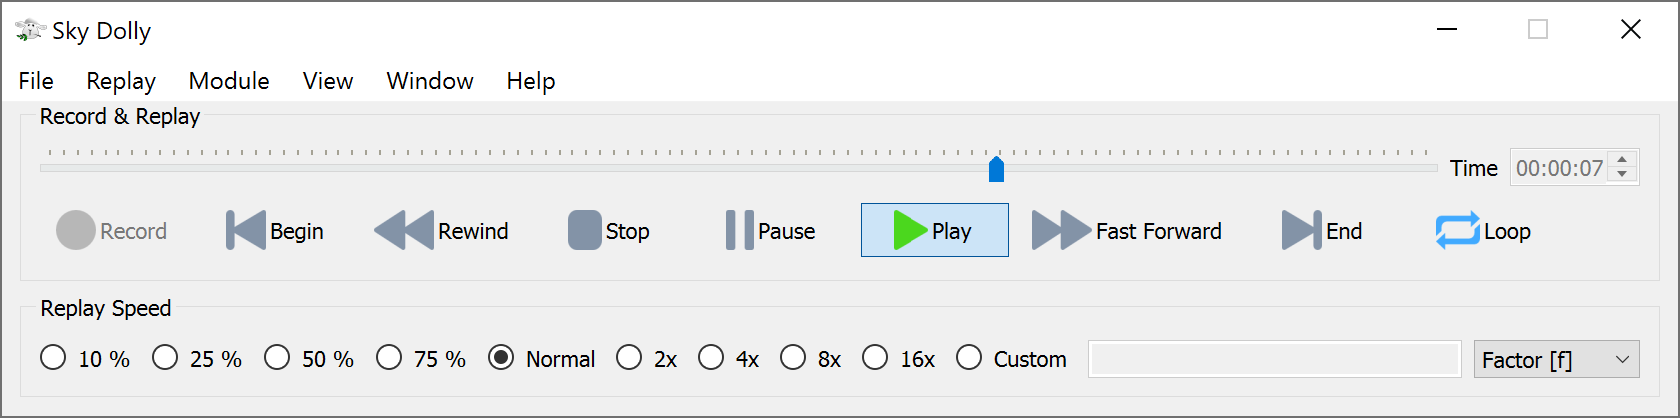 Sky Dolly
File Replay Module View Window Help
Record & Replay
Time 00:00:07
Record Begin Rewind Stop Pause Play Fast Forward End Loop
Replay Speed
10 % 25 % 50 % 75 % Normal 2x 4x 8x 16x Custom Factor [f]